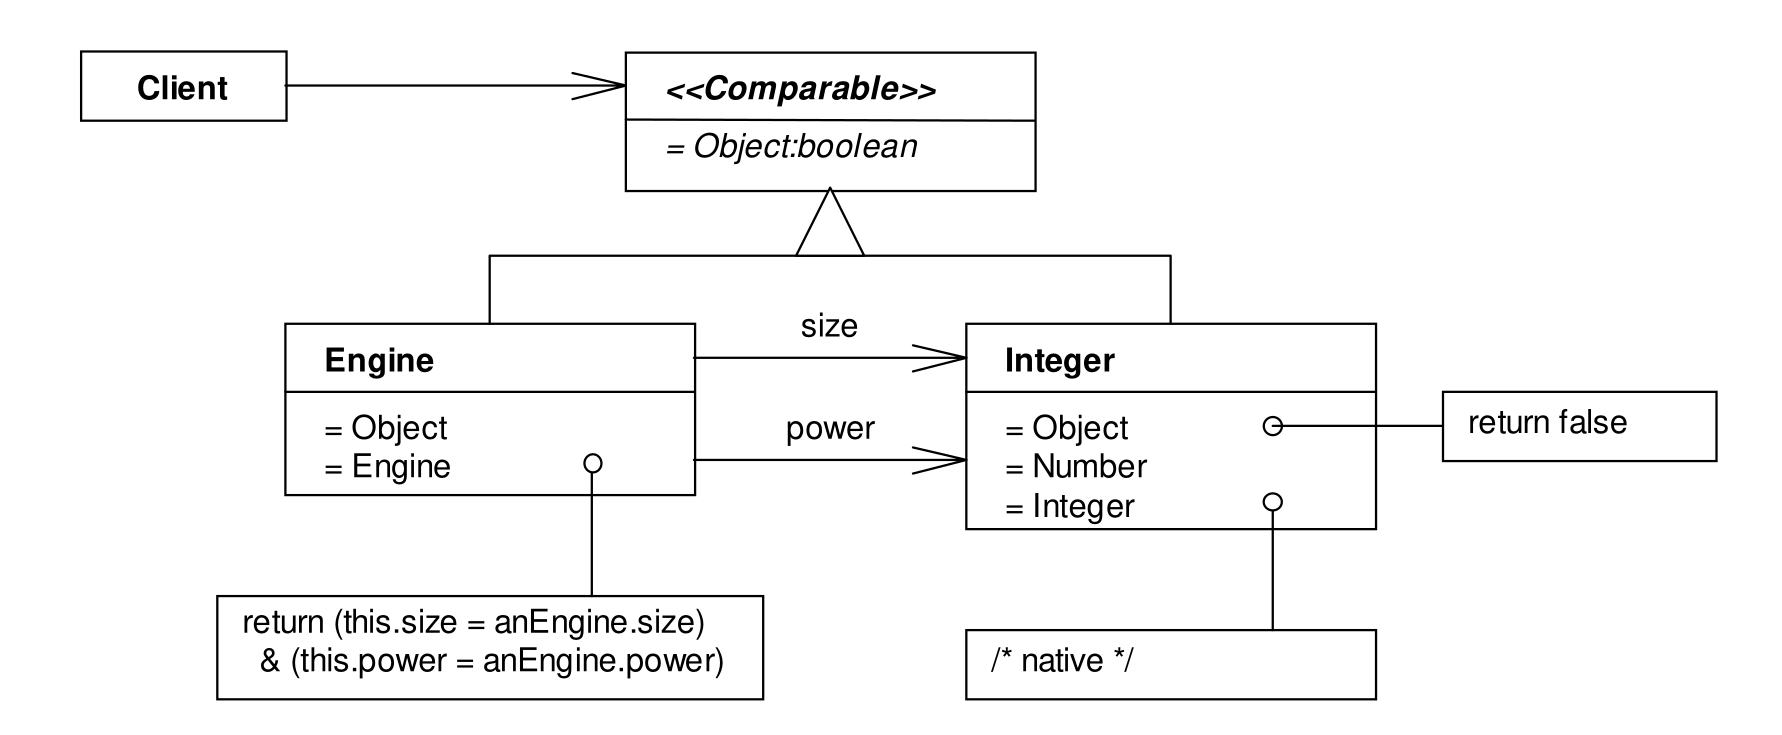 Client
<<Comparable>>
= Object:boolean
size
Engine
Integer
= Object
= Engine
power
= Object
= Number
= Integer
return false
return (this.size = anEngine.size)
& (this.power = anEngine.power)
/* native */